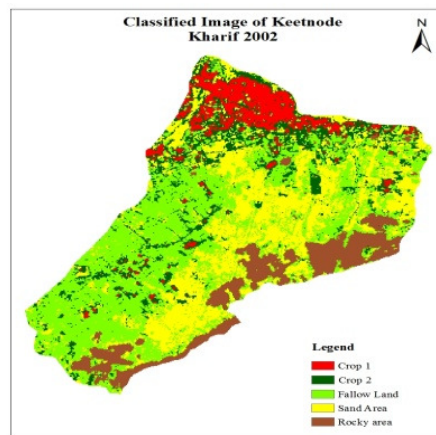 Classified Image of Keetnode
Kharif 2002
N
Legend
Crop 1
Crop 2
Fallow Land
Sand Area
Rocky area